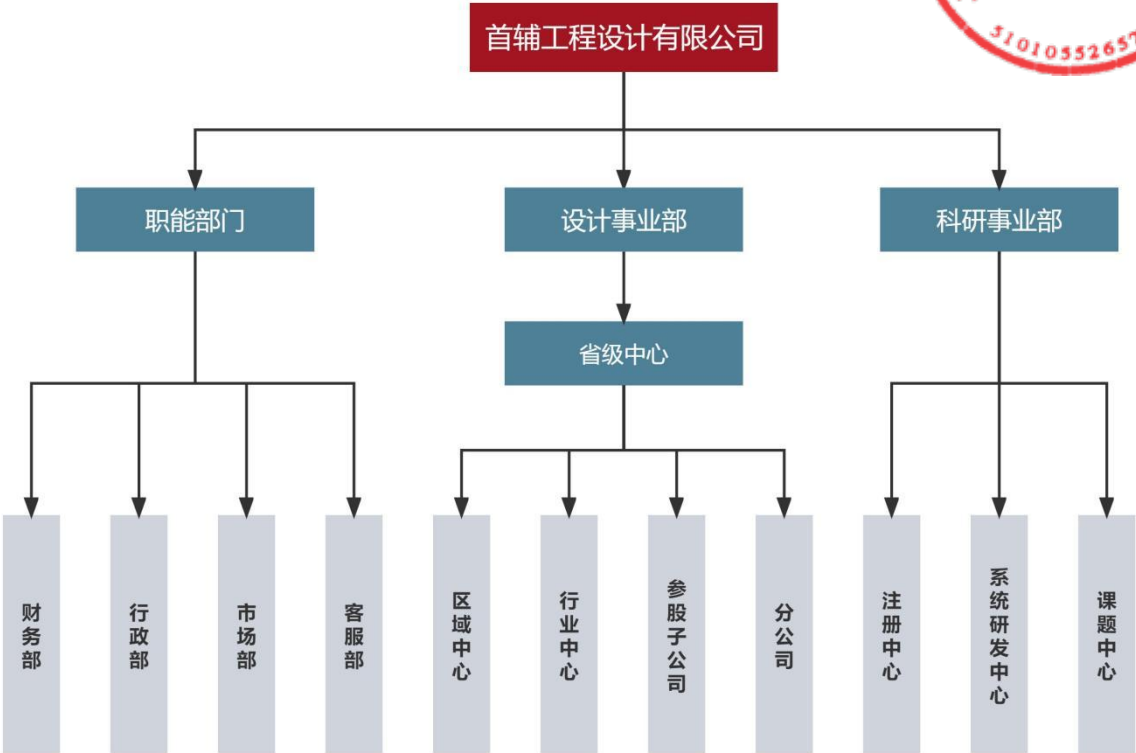 首辅工程设计有限公司
51010552657
职能部门
设计事业部
科研事业部
省级中心
财务部
行政部
市场部
客服部
区域中心
行业中心
参股子公司
分公司
注册中心
系统研发中心
课题中心